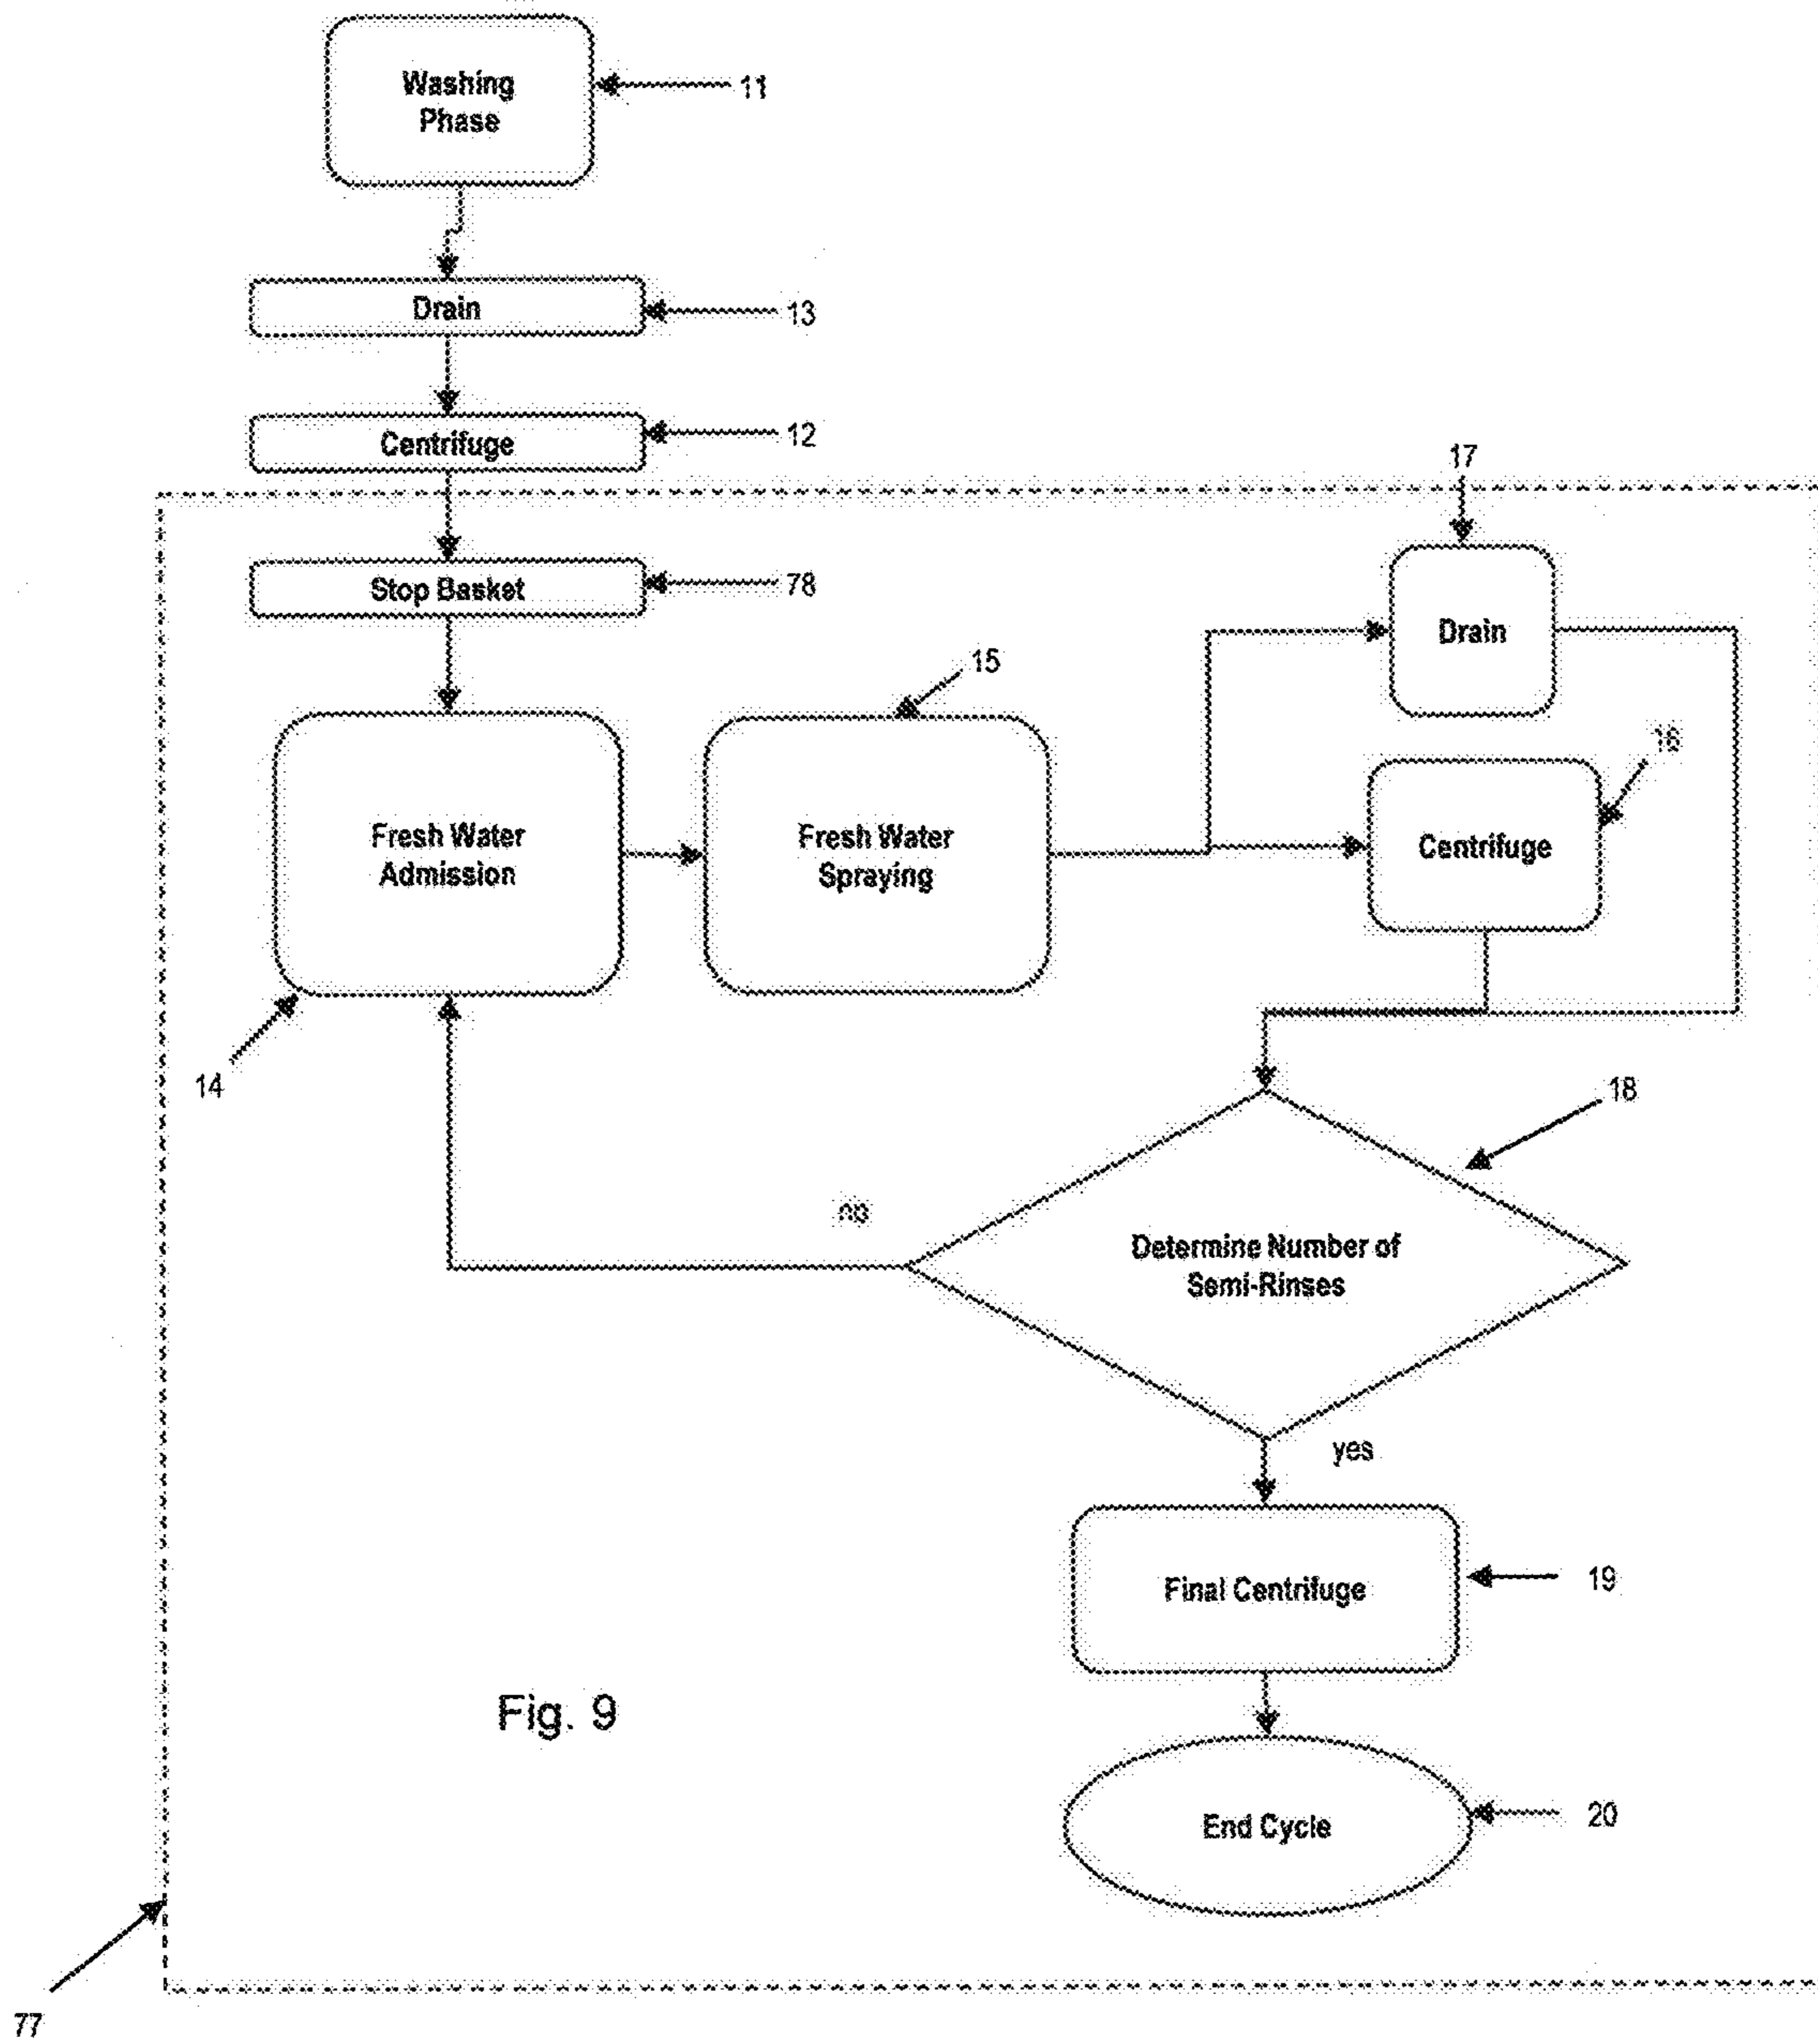 Washing
Phase
11
Drain
13
Centrifuge
12
17
Stop Basket
78
Drain
15
16
Fresh Water
Admission
Fresh Water
Spraying
Centrifuge
14
18
no
Determine Number of
Semi-Rinses
yes
Final Centrifuge
19
Fig. 9
End Cycle
20
77